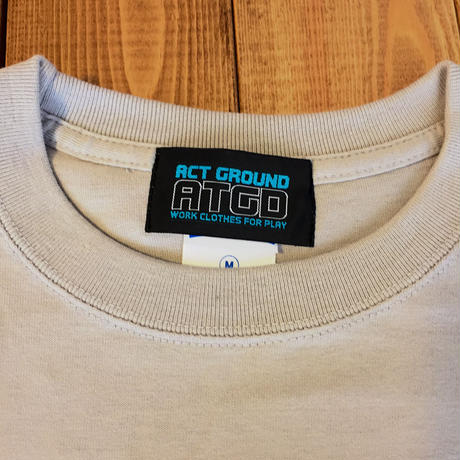 ACT GROUND
ATGD
WORK CLOTHES FOR PLAY
M